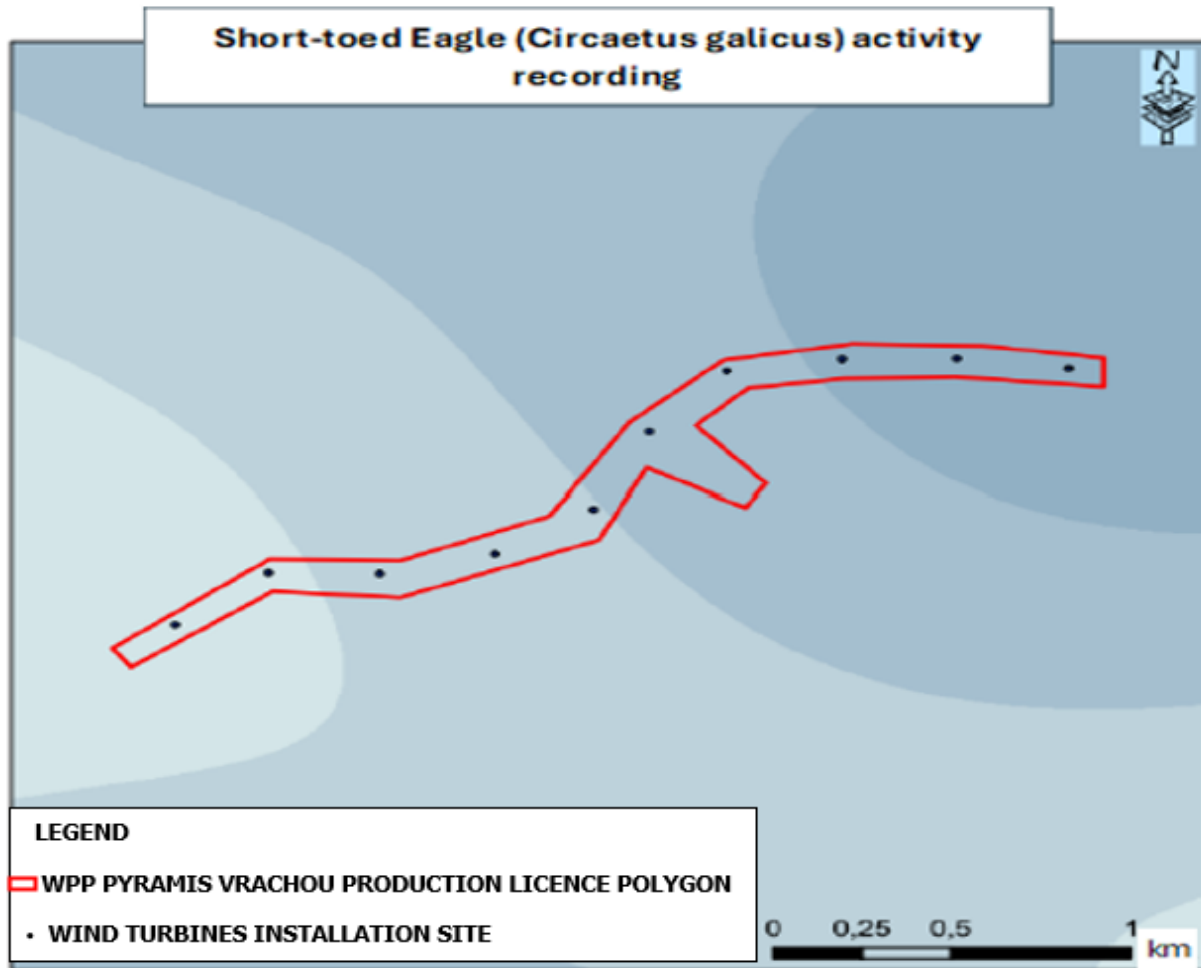 Short-toed Eagle (Circaetus galicus) activity
recording
N
LEGEND
WPP PYRAMIS VRACHOU PRODUCTION LICENCE POLYGON
WIND TURBINES INSTALLATION SITE
0 0,25 0,5 1
km